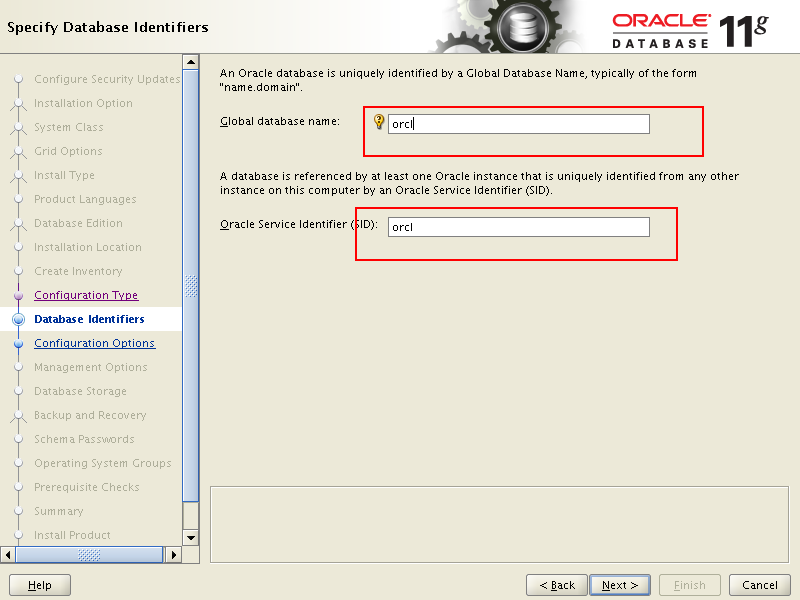 Specify Database Identifiers
ORACLE
DATABASE
11g
Configure Security Updates
Installation Option
System Class
Grid Options
Install Type
Product Languages
Database Edition
Installation Location
Create Inventory
Configuration Type
Database Identifiers
Configuration Options
Management Options
Database Storage
Backup and Recovery
Schema Passwords
Operating System Groups
Prerequisite Checks
Summary
Install Product
An Oracle database is uniquely identified by a Global Database Name, typically of the form
"name.domain".
Global database name: orcl
A database is referenced by at least one Oracle instance that is uniquely identified from any other
instance on this computer by an Oracle Service Identifier (SID).
Oracle Service Identifier (SID): orcl
Help < Back Next > Finish Cancel